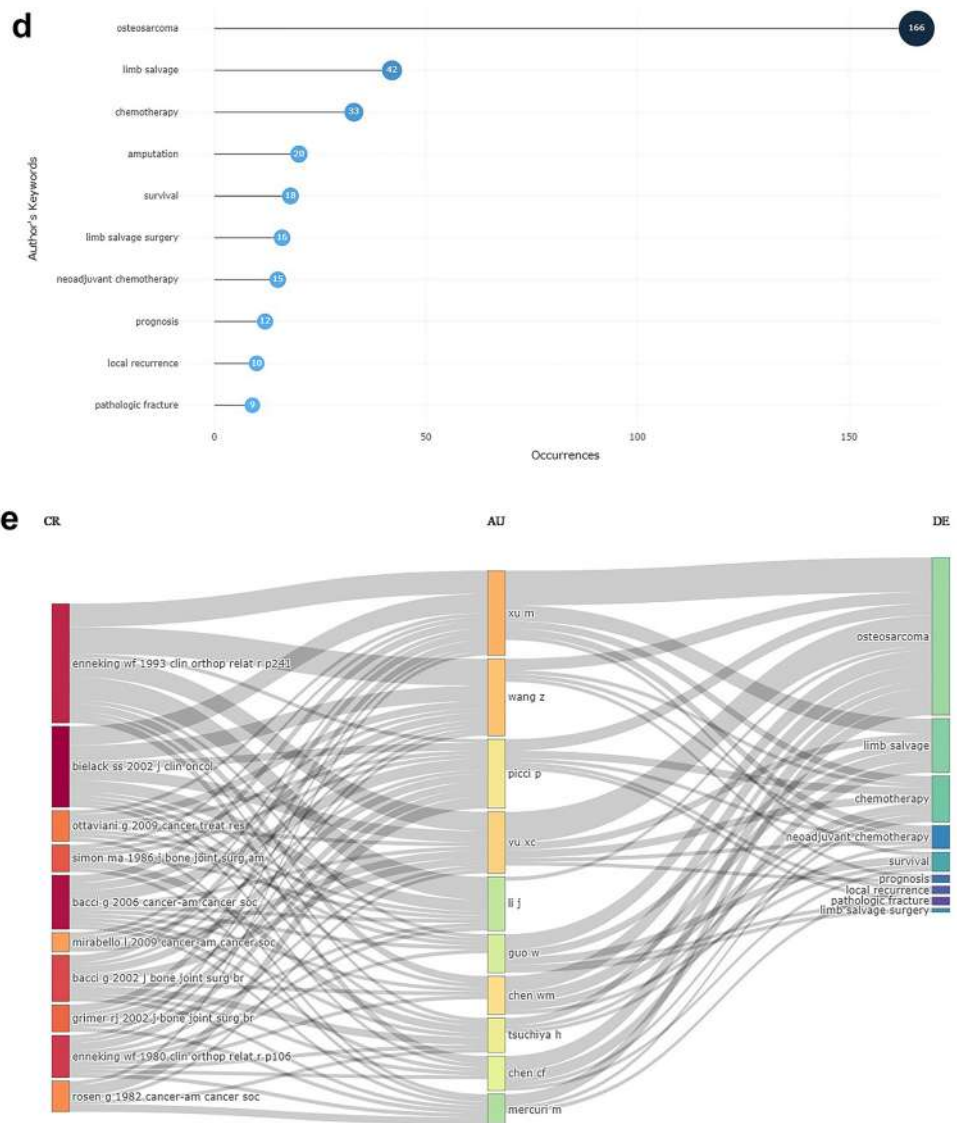 d
osteosarcoma 166
limb salvage 42
chemotherapy 33
amputation 20
survival 18
limb salvage surgery 16
neoadjuvant chemotherapy 15
prognosis 12
local recurrence 10
pathologic fracture 9
Author's Keywords
0 50 100 150
Occurrences
e
CR AU DE
enneking wf 1993 clin orthop relat r p241
bielack ss 2002 j clin oncol
ottaviani g 2009 cancer treat res
simon ma 1986 j bone joint surg am
bacci g 2006 cancer-am cancer soc
mirabello l 2009 cancer-am cancer soc
bacci g 2002 j bone joint surg br
grimer rj 2002 j bone joint surg br
enneking wf 1980 clin orthop relat r p106
rosen g 1982 cancer-am cancer soc
xu m
wang z
picci p
yu xc
li j
guo w
chen wm
tsuchiya h
chen cf
mercuri m
osteosarcoma
limb salvage
chemotherapy
neoadjuvant chemotherapy
survival
prognosis
local recurrence
pathologic fracture
limb salvage surgery